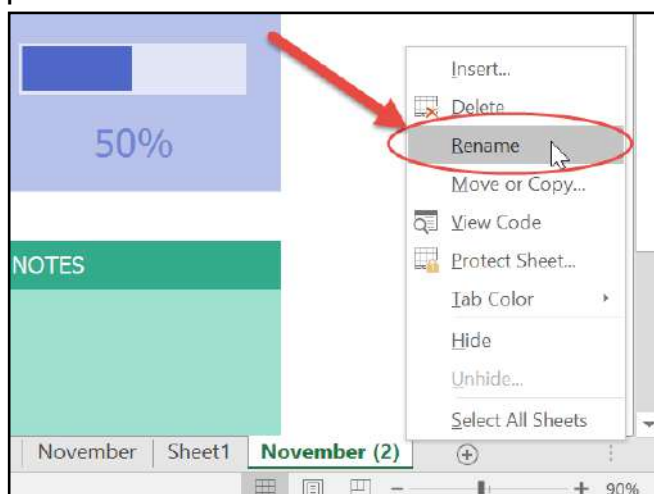 50%
NOTES
Insert...
Delete
Rename
Move or Copy...
View Code
Protect Sheet...
Tab Color
Hide
Unhide...
Select All Sheets
November Sheet1 November (2)
90%